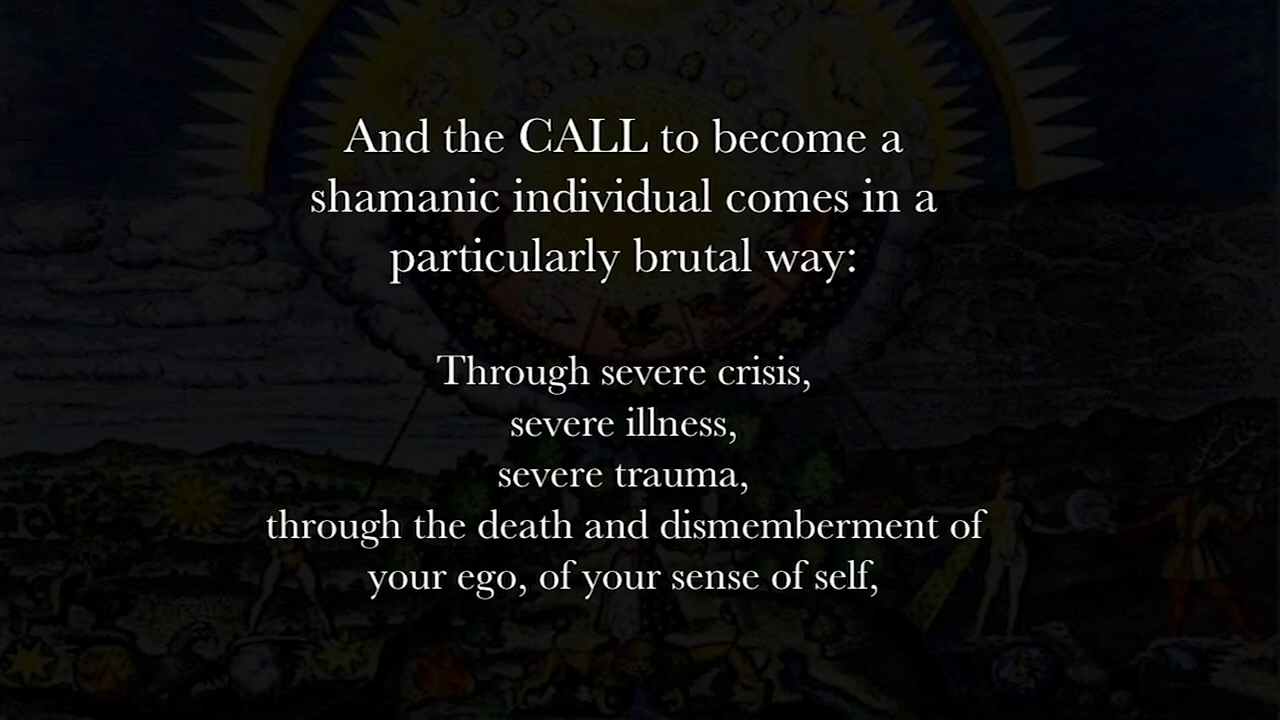 And the CALL to become a
shamanic individual comes in a
particularly brutal way:
Through severe crisis,
severe illness,
severe trauma,
through the death and dismemberment of
your ego, of your sense of self,